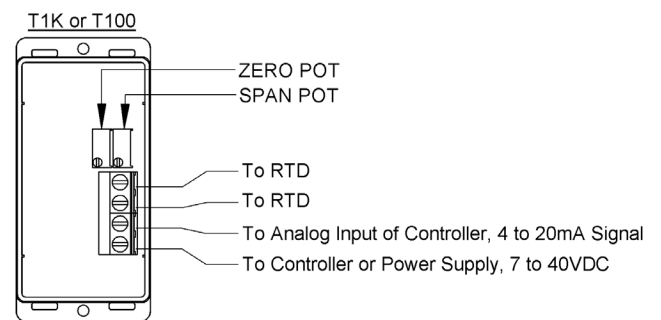 T1K or T100
ZERO POT
SPAN POT
To RTD
To RTD
To Analog Input of Controller, 4 to 20mA Signal
To Controller or Power Supply, 7 to 40VDC